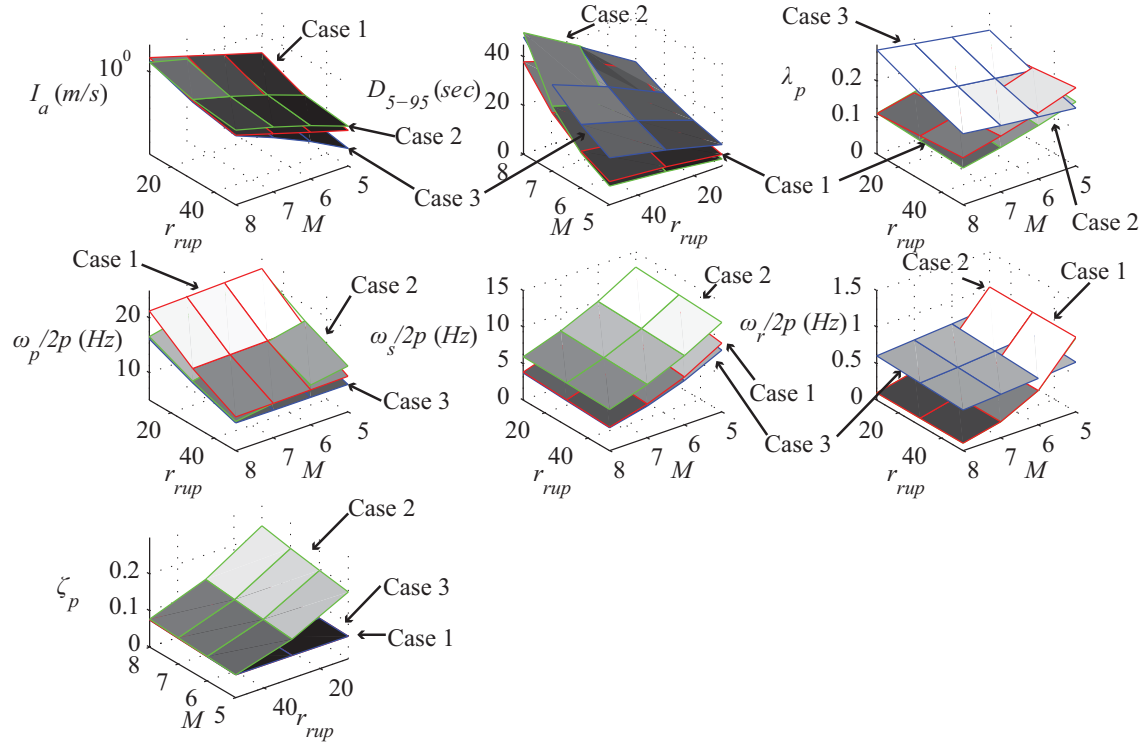 Case 1
10⁰
I_a (m/s)
Case 2
Case 3
20
40
r_rup
8
7
6
5
M
Case 2
40
20
0
D_5−95 (sec)
8
7
6
5
M
40
20
r_rup
Case 1
Case 3
0.2
0.1
0
λ_p
20
40
r_rup
8
7
6
5
M
Case 2
Case 1
Case 2
20
10
ω_p/2p (Hz)
Case 3
20
40
r_rup
8
7
6
5
M
Case 2
15
10
5
0
ω_s/2p (Hz)
Case 1
Case 3
20
40
r_rup
8
7
6
5
M
Case 2
Case 1
1.5
1
0.5
0
ω_r/2p (Hz)
20
40
r_rup
8
7
6
5
M
Case 2
0.2
0.1
0
ζ_p
Case 3
Case 1
8
7
6
5
M
40
20
r_rup